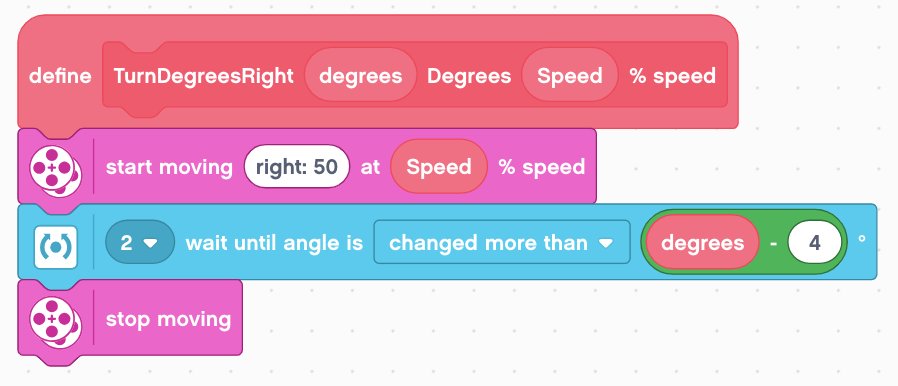 define TurnDegreesRight degrees Degrees Speed % speed
start moving right: 50 at Speed % speed
2 wait until angle is changed more than degrees - 4 °
stop moving